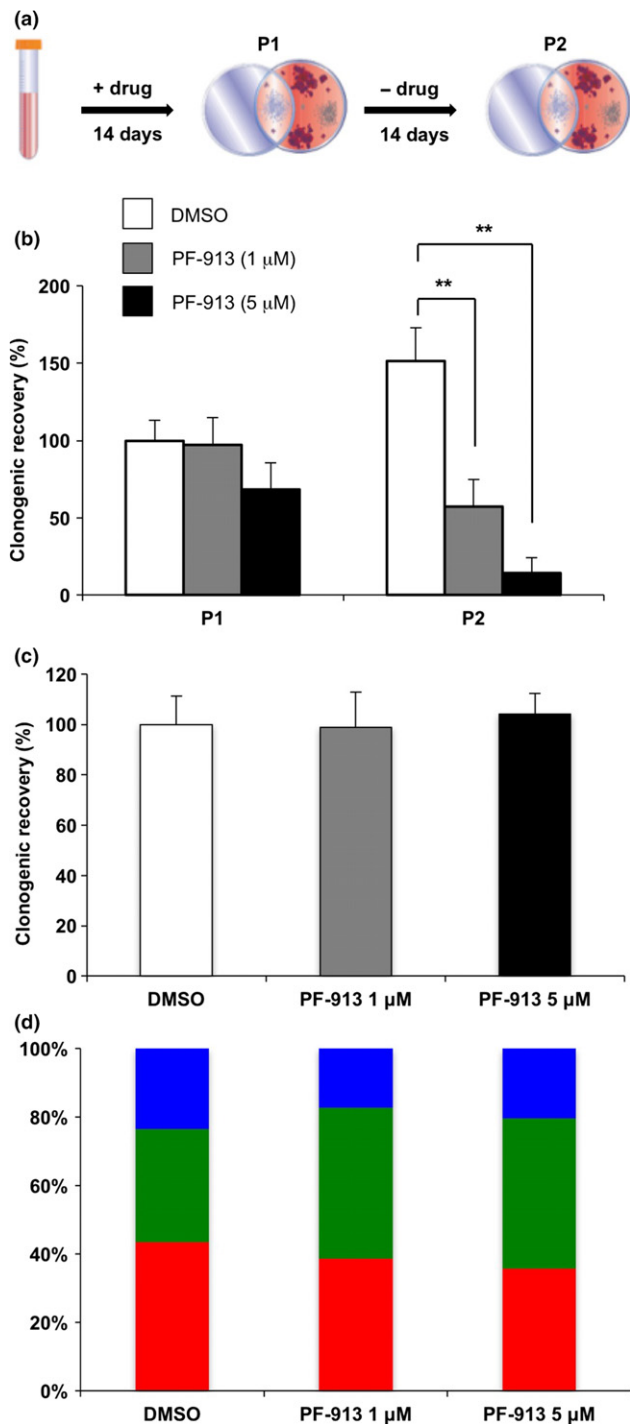 (a)
P1
P2
+ drug
14 days
– drug
14 days
DMSO
PF-913 (1 μM)
PF-913 (5 μM)
(b)
**
**
200
150
100
50
0
Clonogenic recovery (%)
P1
P2
(c)
120
100
80
60
40
20
0
Clonogenic recovery (%)
DMSO
PF-913 1 μM
PF-913 5 μM
(d)
100%
80%
60%
40%
20%
0%
DMSO
PF-913 1 μM
PF-913 5 μM